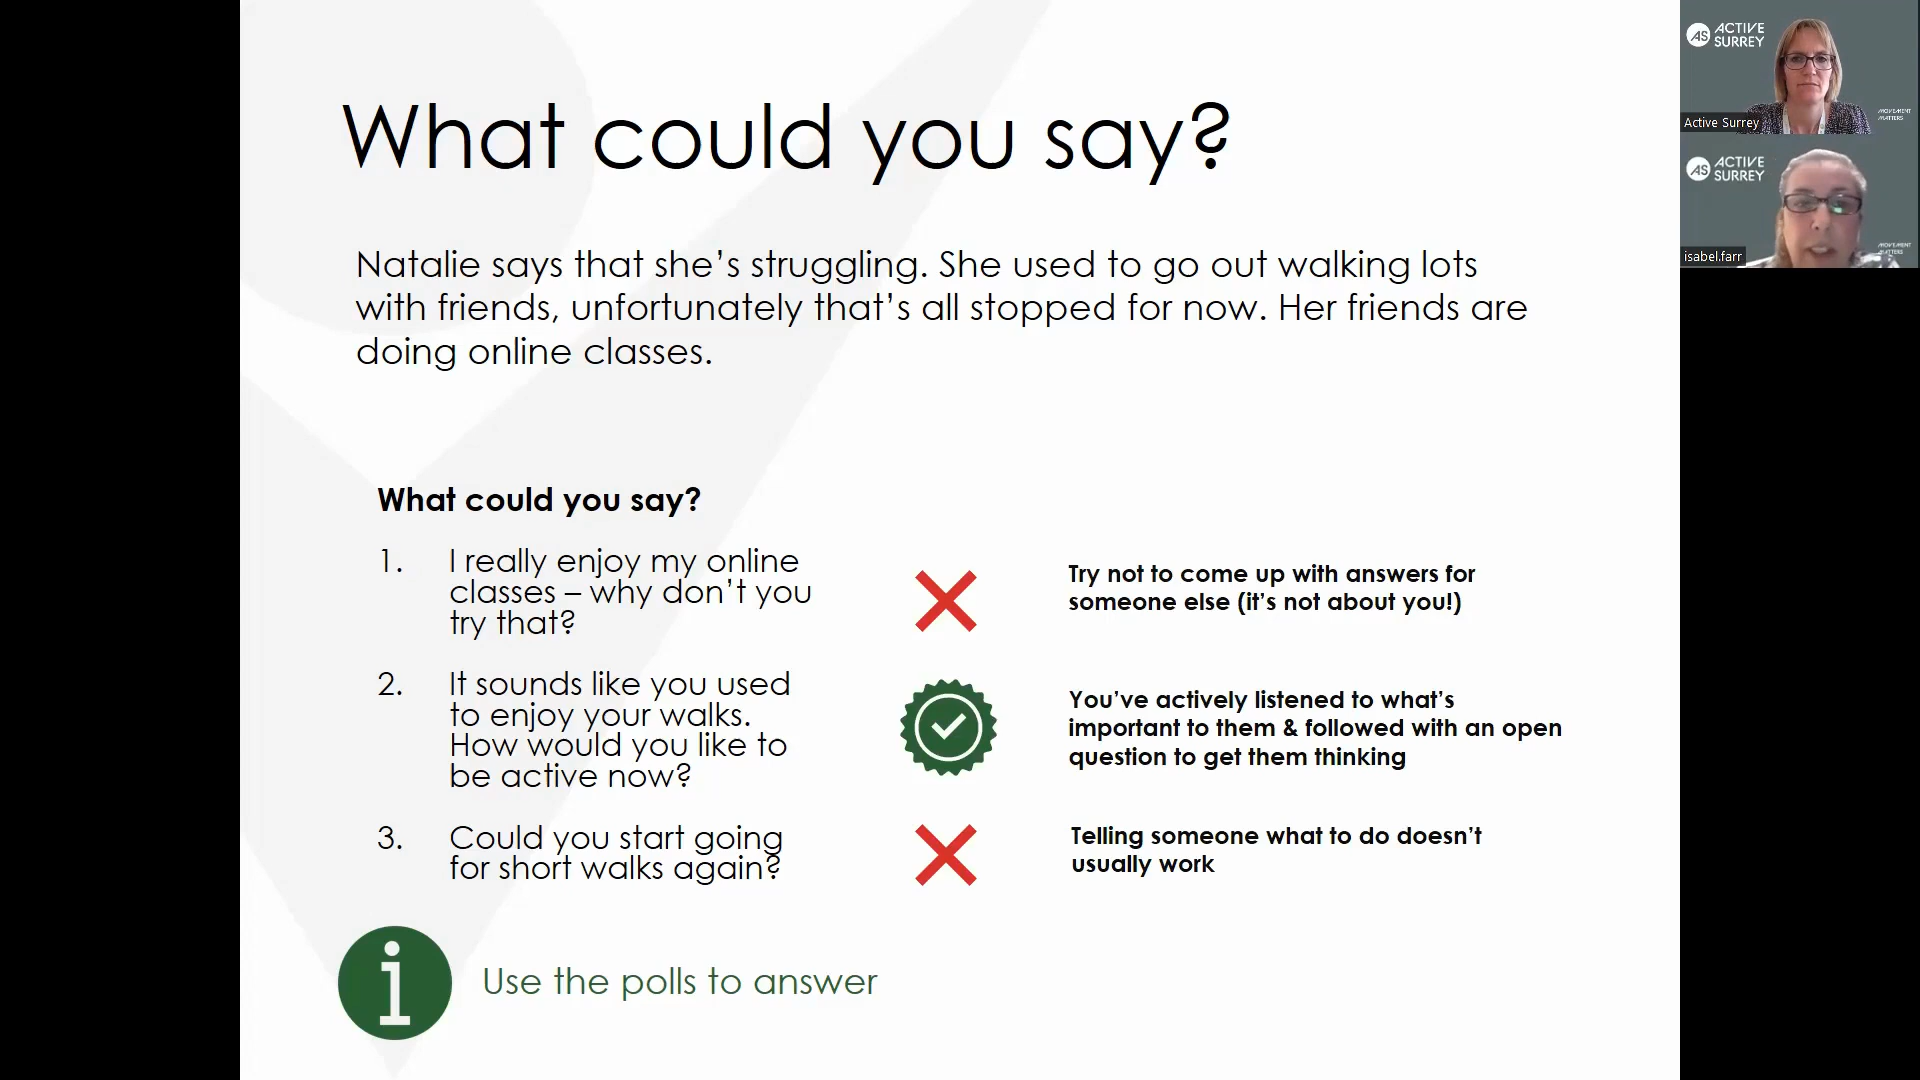 What could you say?
Natalie says that she’s struggling. She used to go out walking lots
with friends, unfortunately that’s all stopped for now. Her friends are
doing online classes.
What could you say?
1. I really enjoy my online
classes – why don’t you
try that?
Try not to come up with answers for
someone else (it’s not about you!)
2. It sounds like you used
to enjoy your walks.
How would you like to
be active now?
You’ve actively listened to what’s
important to them & followed with an open
question to get them thinking
3. Could you start going
for short walks again?
Telling someone what to do doesn’t
usually work
i
Use the polls to answer
AS ACTIVE
SURREY
MOVEMENT
MATTERS
Active Surrey
AS ACTIVE
SURREY
MOVEMENT
MATTERS
isabel.farr